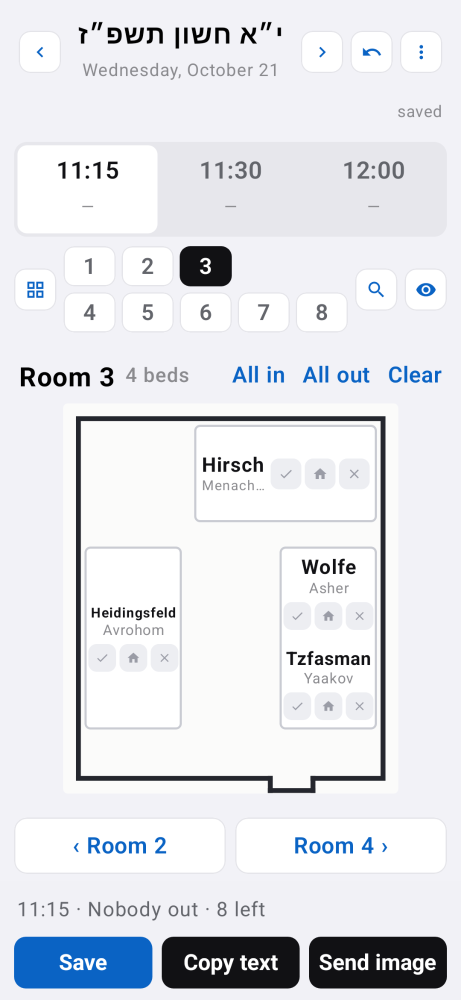 י״א חשוון תשפ״ז
Wednesday, October 21
saved
11:15 11:30 12:00
– – –
1 2 3
4 5 6 7 8
Room 3 4 beds All in All out Clear
Hirsch
Menach…
Wolfe
Asher
Heidingsfeld
Avrohom
Tzfasman
Yaakov
‹ Room 2 Room 4 ›
11:15 · Nobody out · 8 left
Save Copy text Send image